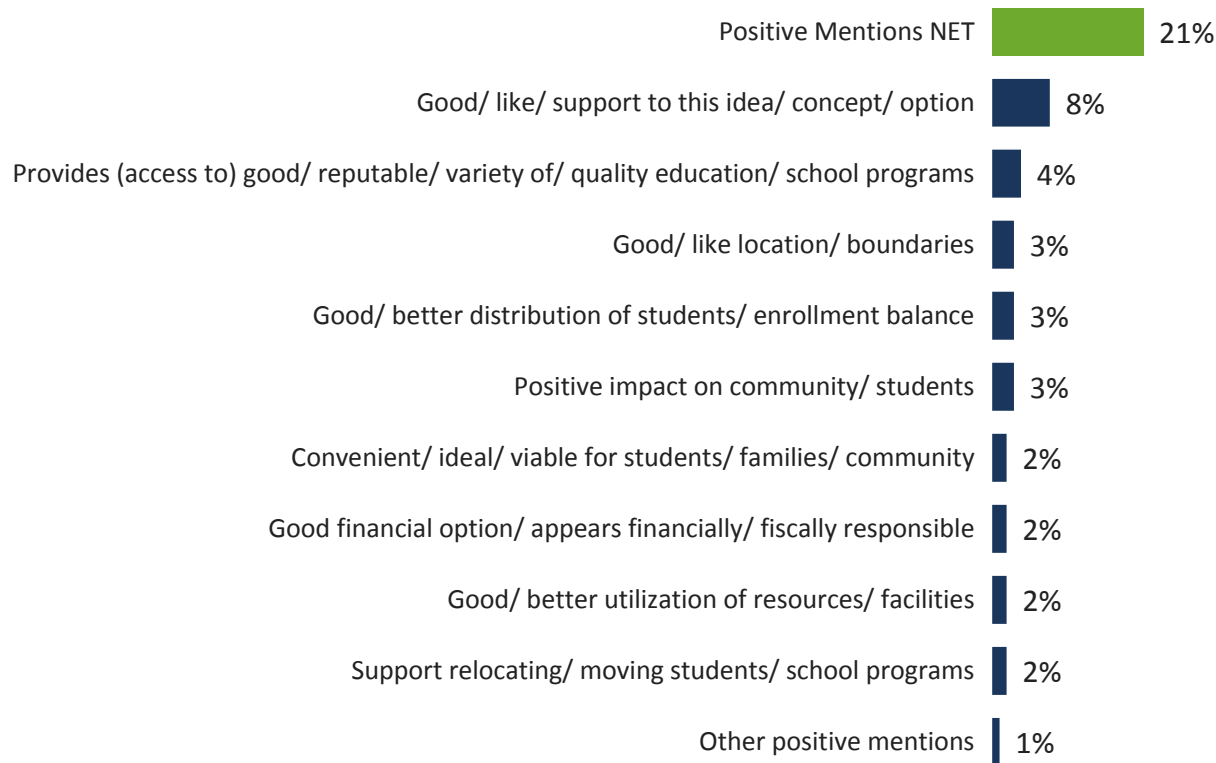 Positive Mentions NET 21%
Good/ like/ support to this idea/ concept/ option 8%
Provides (access to) good/ reputable/ variety of/ quality education/ school programs 4%
Good/ like location/ boundaries 3%
Good/ better distribution of students/ enrollment balance 3%
Positive impact on community/ students 3%
Convenient/ ideal/ viable for students/ families/ community 2%
Good financial option/ appears financially/ fiscally responsible 2%
Good/ better utilization of resources/ facilities 2%
Support relocating/ moving students/ school programs 2%
Other positive mentions 1%